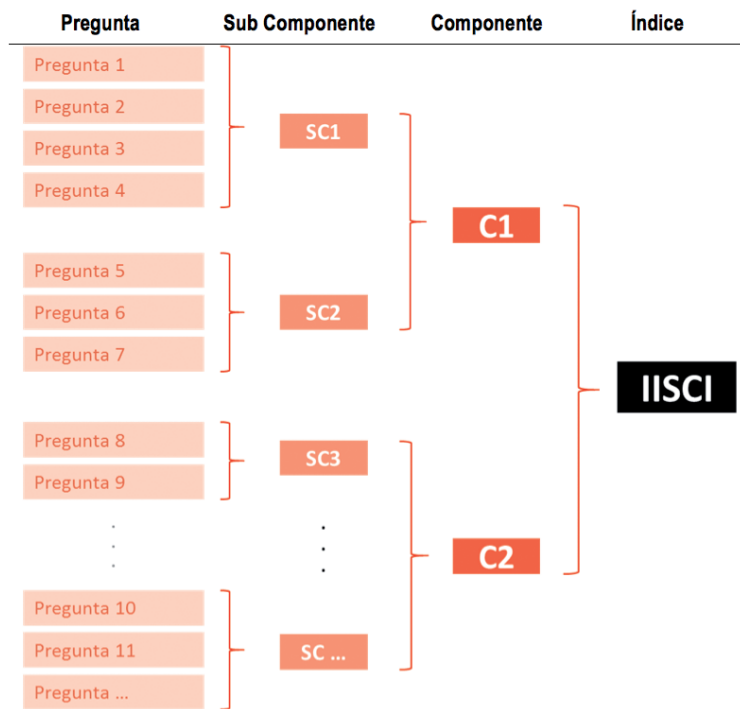 Pregunta Sub Componente Componente Índice
Pregunta 1
Pregunta 2
SC1
Pregunta 3
Pregunta 4
C1
Pregunta 5
Pregunta 6
SC2
Pregunta 7
IISCI
Pregunta 8
SC3
Pregunta 9
C2
Pregunta 10
Pregunta 11
SC ...
Pregunta ...